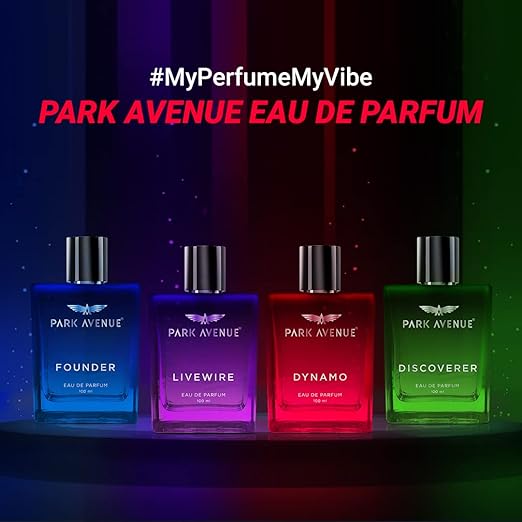 #MyPerfumeMyVibe
PARK AVENUE EAU DE PARFUM
PARK AVENUE®
FOUNDER
EAU DE PARFUM
100 ml
PARK AVENUE®
LIVEWIRE
EAU DE PARFUM
100 ml
PARK AVENUE®
DYNAMO
EAU DE PARFUM
100 ml
PARK AVENUE®
DISCOVERER
EAU DE PARFUM
100 ml